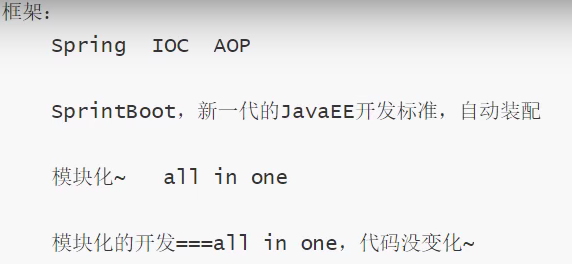 框架:
Spring IOC AOP
SprintBoot, 新一代的JavaEE开发标准, 自动装配
模块化~ all in one
模块化的开发===all in one, 代码没变化~